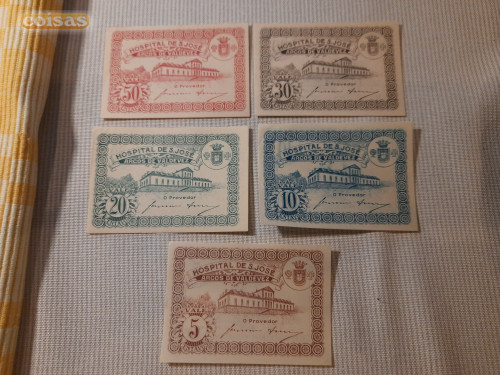 coisas
HOSPITAL DE S. JOSÉ
ARCOS DE VALDEVEZ
O Provedor
50
HOSPITAL DE S. JOSÉ
ARCOS DE VALDEVEZ
O Provedor
30
HOSPITAL DE S. JOSÉ
ARCOS DE VALDEVEZ
O Provedor
20
HOSPITAL DE S. JOSÉ
ARCOS DE VALDEVEZ
O Provedor
10
HOSPITAL DE S. JOSÉ
ARCOS DE VALDEVEZ
VALE
O Provedor
5